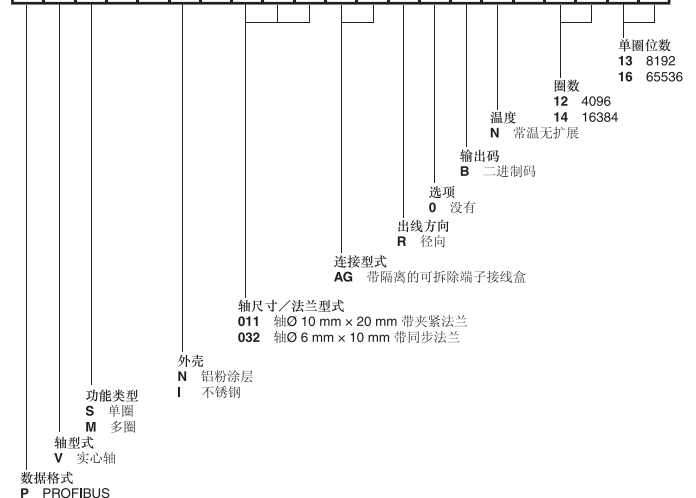 单圈位数
13 8192
16 65536
圈数
12 4096
14 16384
温度
N 常温无扩展
输出码
B 二进制码
选项
0 没有
出线方向
R 径向
连接型式
AG 带隔离的可拆除端子接线盒
轴尺寸／法兰型式
011 轴Ø 10 mm × 20 mm 带夹紧法兰
032 轴Ø 6 mm × 10 mm 带同步法兰
外壳
N 铝粉涂层
I 不锈钢
功能类型
S 单圈
M 多圈
轴型式
V 实心轴
数据格式
P PROFIBUS